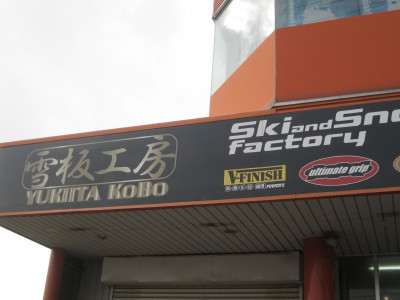 雪板工房
YUKIITA KoBo
Ski and Sno
factory
V-FINISH
ultimate grip